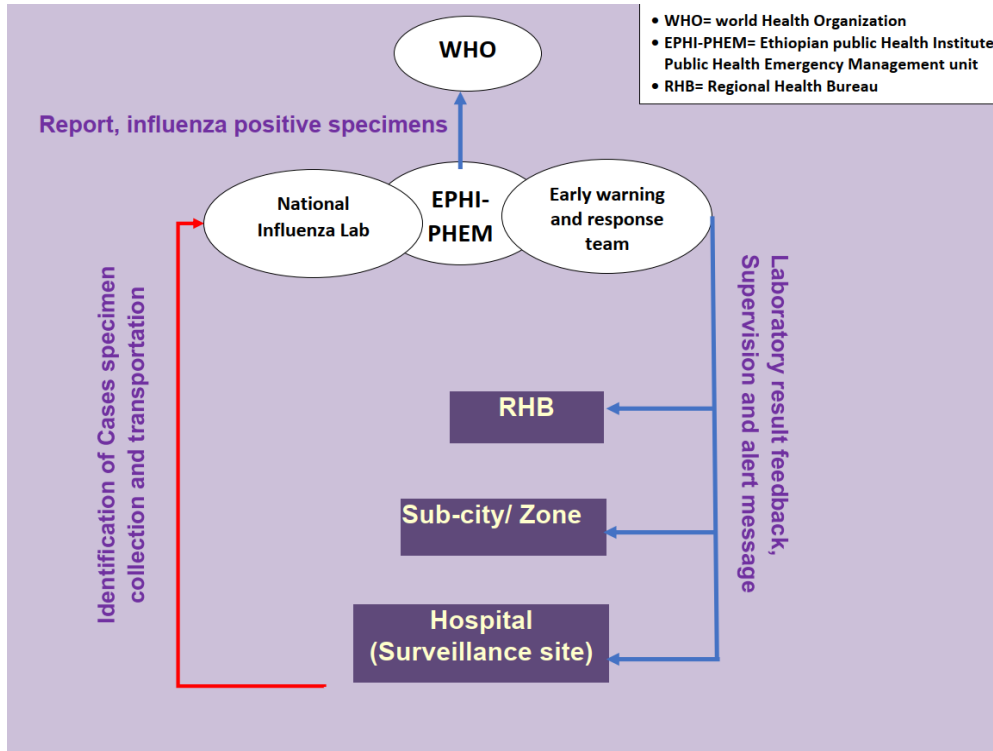 • WHO= world Health Organization
• EPHI-PHEM= Ethiopian public Health Institute
Public Health Emergency Management unit
• RHB= Regional Health Bureau
WHO
Report, influenza positive specimens
National
Influenza Lab
EPHI-
PHEM
Early warning
and response
team
Identification of Cases specimen
collection and transportation
Laboratory result feedback,
Supervision and alert message
RHB
Sub-city/ Zone
Hospital
(Surveillance site)